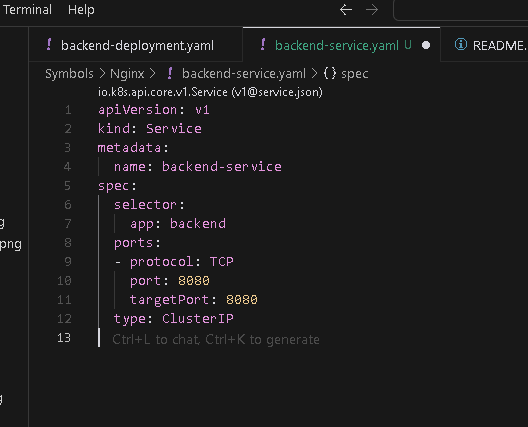 Terminal Help
backend-deployment.yaml
backend-service.yaml U
README.
Symbols > Nginx > ! backend-service.yaml > {} spec
io.k8s.api.core.v1.Service (v1@service.json)
1 apiVersion: v1
2 kind: Service
3 metadata:
4 name: backend-service
5 spec:
6 selector:
7 app: backend
8 ports:
9 - protocol: TCP
10 port: 8080
11 targetPort: 8080
12 type: ClusterIP
13 Ctrl+L to chat, Ctrl+K to generate
g
png
g